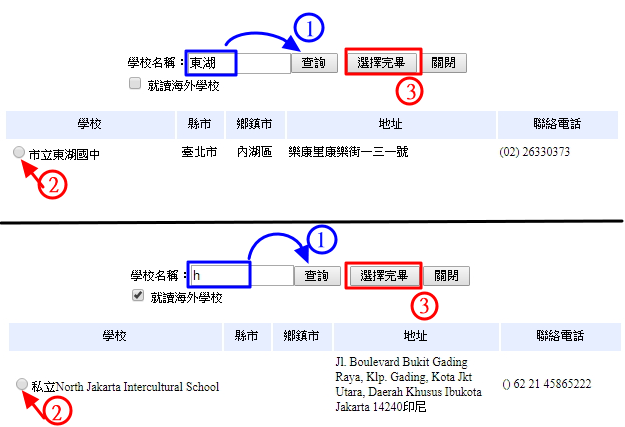 1
學校名稱：東湖 查詢 選擇完畢 關閉
就讀海外學校 3
學校 縣市 鄉鎮市 地址 聯絡電話
市立東湖國中 臺北市 內湖區 樂康里康樂街一三一號 (02) 26330373
2
1
學校名稱：h 查詢 選擇完畢 關閉
就讀海外學校 3
學校 縣市 鄉鎮市 地址 聯絡電話
Jl. Boulevard Bukit Gading
Raya, Klp. Gading, Kota Jkt
私立North Jakarta Intercultural School () 62 21 45865222
Utara, Daerah Khusus Ibukota
Jakarta 14240印尼
2